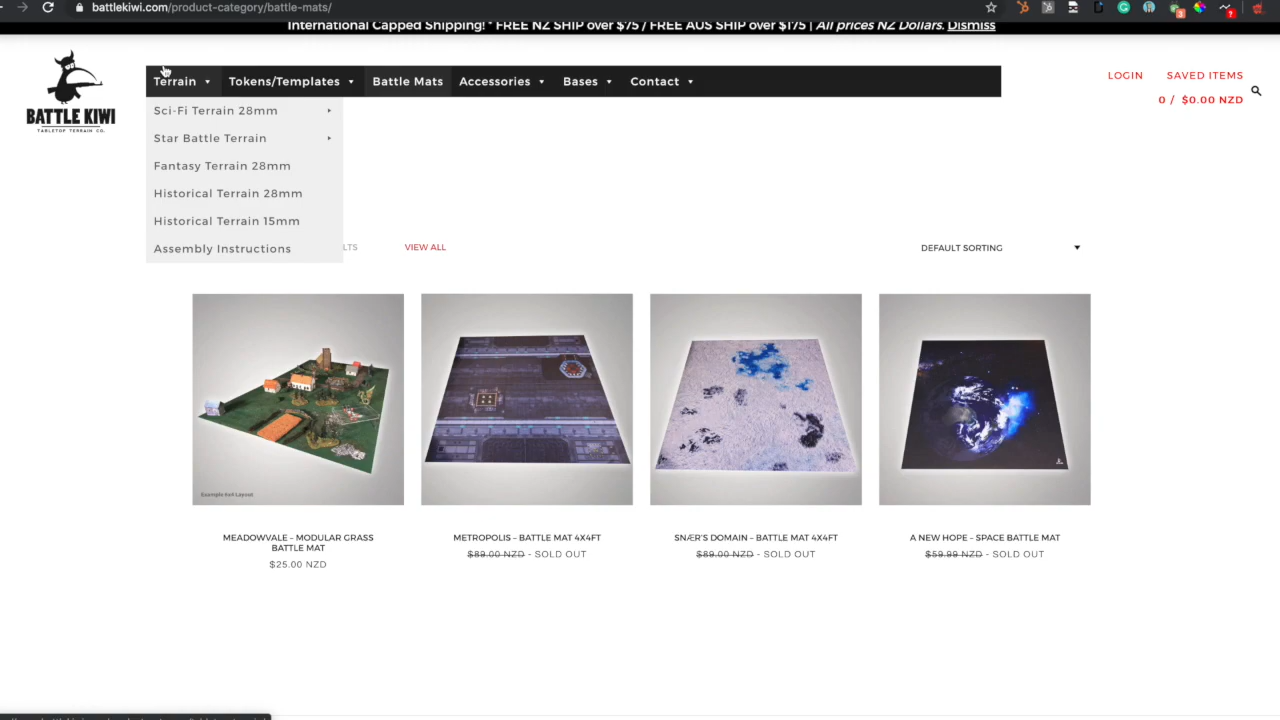 battlekiwi.com/product-category/battle-mats/
International Capped Shipping! * FREE NZ SHIP over $75 / FREE AUS SHIP over $175 | All prices NZ Dollars. Dismiss
BATTLE KIWI
TABLETOP TERRAIN CO.
Terrain
Tokens/Templates
Battle Mats
Accessories
Bases
Contact
LOGIN
SAVED ITEMS
0 / $0.00 NZD
Sci-Fi Terrain 28mm
Star Battle Terrain
Fantasy Terrain 28mm
Historical Terrain 28mm
Historical Terrain 15mm
Assembly Instructions
LTS
VIEW ALL
DEFAULT SORTING
Example 6x4 Layout
MEADOWVALE – MODULAR GRASS
BATTLE MAT
$25.00 NZD
METROPOLIS – BATTLE MAT 4X4FT
$89.00 NZD - SOLD OUT
SNÆR'S DOMAIN – BATTLE MAT 4X4FT
$89.00 NZD - SOLD OUT
A NEW HOPE – SPACE BATTLE MAT
$59.99 NZD - SOLD OUT